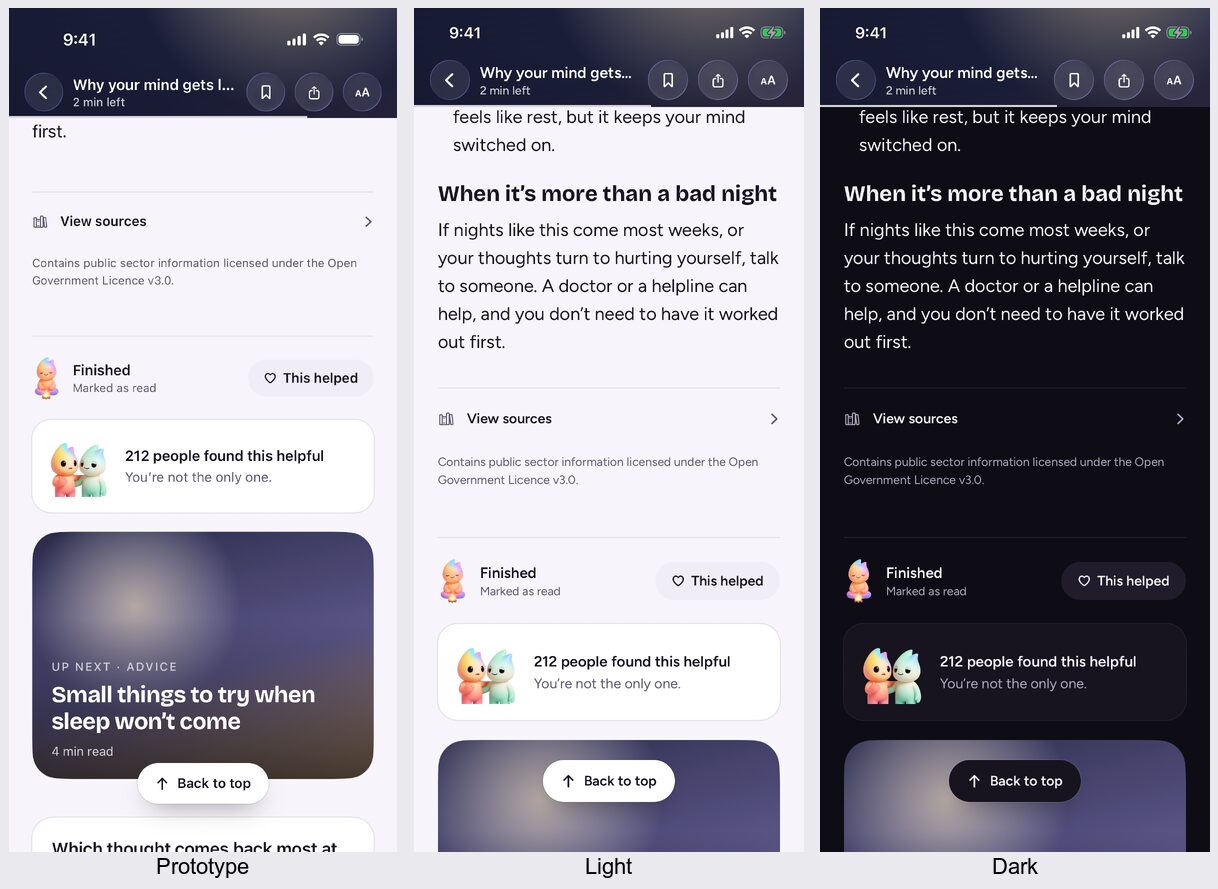 9:41
Why your mind gets l...
2 min left
AA
first.
View sources
Contains public sector information licensed under the Open
Government Licence v3.0.
Finished
Marked as read
This helped
212 people found this helpful
You're not the only one.
UP NEXT · ADVICE
Small things to try when
sleep won't come
4 min read
Back to top
Which thought comes back most at
Prototype
9:41
Why your mind gets...
2 min left
AA
feels like rest, but it keeps your mind
switched on.
When it's more than a bad night
If nights like this come most weeks, or
your thoughts turn to hurting yourself, talk
to someone. A doctor or a helpline can
help, and you don't need to have it worked
out first.
View sources
Contains public sector information licensed under the Open
Government Licence v3.0.
Finished
Marked as read
This helped
212 people found this helpful
You're not the only one.
Back to top
Light
9:41
Why your mind gets...
2 min left
AA
feels like rest, but it keeps your mind
switched on.
When it's more than a bad night
If nights like this come most weeks, or
your thoughts turn to hurting yourself, talk
to someone. A doctor or a helpline can
help, and you don't need to have it worked
out first.
View sources
Contains public sector information licensed under the Open
Government Licence v3.0.
Finished
Marked as read
This helped
212 people found this helpful
You're not the only one.
Back to top
Dark